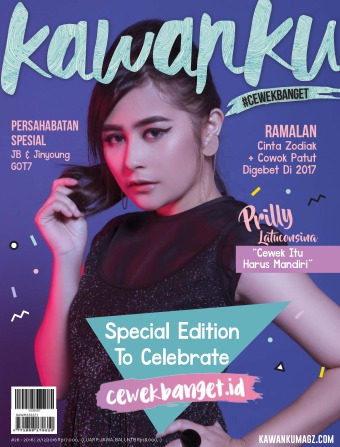 kawanku
#CEWEKBANGET
PERSAHABATAN
SPESIAL
JB & Jinyoung
GOT7
RAMALAN
Cinta Zodiak
+ Cowok Patut
Digebet Di 2017
Prilly
Latuconsina
"Cewek Itu
Harus Mandiri"
Special Edition
To Celebrate
cewekbanget.id
KAWANKUMAGZ.COM